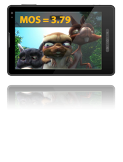 MOS = 3.79